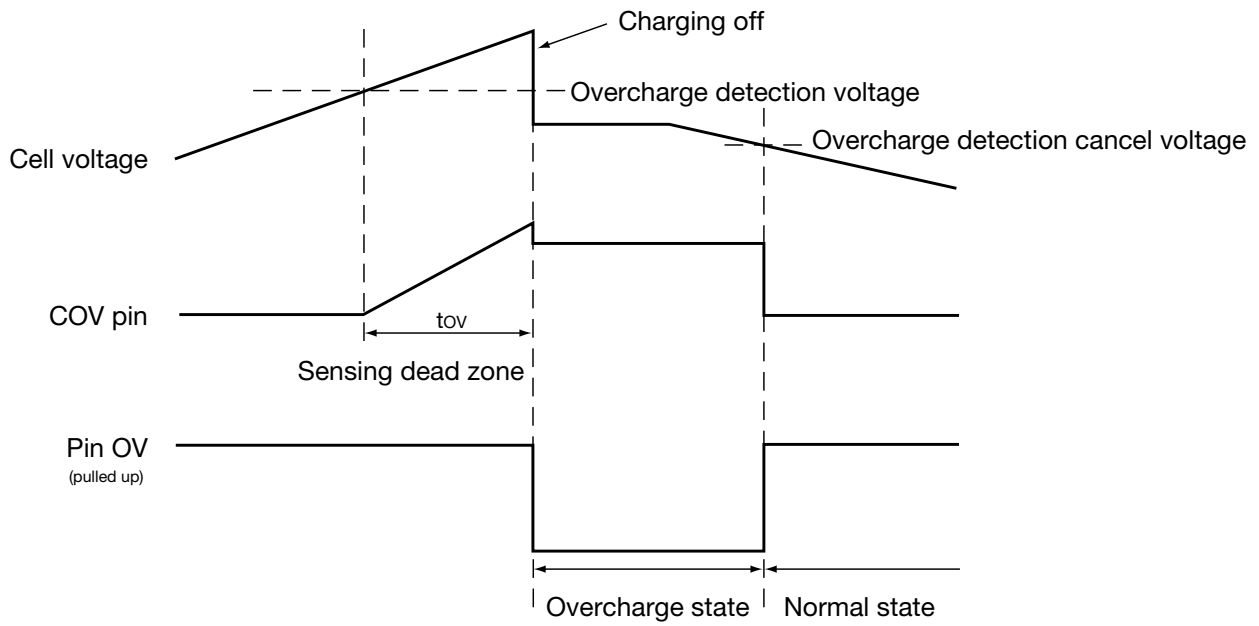 Charging off
Overcharge detection voltage
Overcharge detection cancel voltage
Cell voltage
COV pin
tOV
Sensing dead zone
Pin OV
(pulled up)
Overcharge state
Normal state